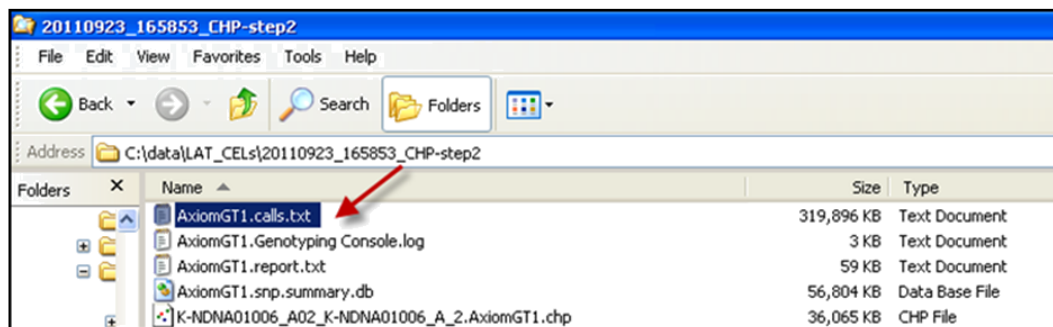 20110923_165853_CHP-step2
File Edit View Favorites Tools Help
Back Search Folders
Address C:\data\LAT_CELs\20110923_165853_CHP-step2
Folders X Name Size Type
AxiomGT1.calls.txt 319,896 KB Text Document
AxiomGT1.Genotyping Console.log 3 KB Text Document
AxiomGT1.report.txt 59 KB Text Document
AxiomGT1.snp.summary.db 56,804 KB Data Base File
K-NDNA01006_A02_K-NDNA01006_A_2.AxiomGT1.chp 36,065 KB CHP File